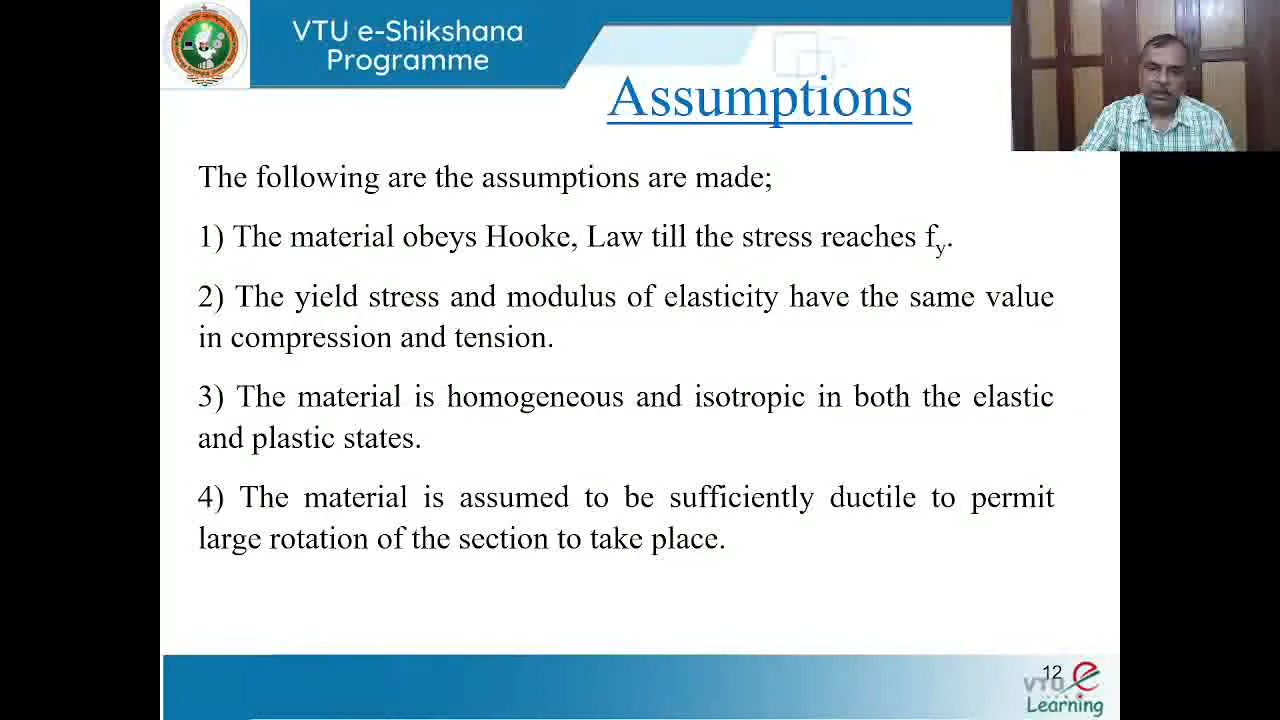 VTU e-Shikshana
Programme
Assumptions
The following are the assumptions are made;
1) The material obeys Hooke, Law till the stress reaches fy.
2) The yield stress and modulus of elasticity have the same value
in compression and tension.
3) The material is homogeneous and isotropic in both the elastic
and plastic states.
4) The material is assumed to be sufficiently ductile to permit
large rotation of the section to take place.
12
VTU e
Learning